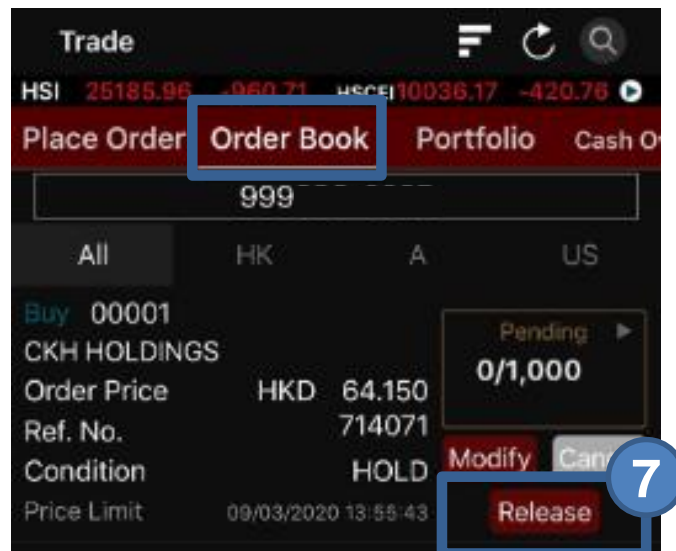 Trade
HSI 25185.96 -960.71 HSCEI 10036.17 -420.76
Place Order Order Book Portfolio Cash O
999
All HK A US
Buy 00001
CKH HOLDINGS
Pending
0/1,000
Order Price HKD 64.150
Ref. No. 714071
Condition HOLD
Modify Canc
7
Price Limit 09/03/2020 13:55:43
Release